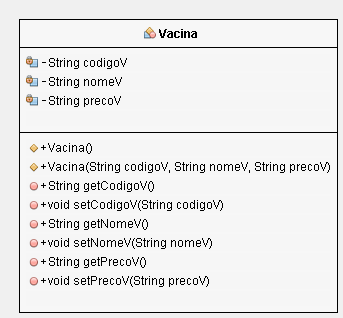 Vacina
-String codigoV
-String nomeV
-String precoV
+Vacina()
+Vacina(String codigoV, String nomeV, String precoV)
+String getCodigoV()
+void setCodigoV(String codigoV)
+String getNomeV()
+void setNomeV(String nomeV)
+String getPrecoV()
+void setPrecoV(String precoV)